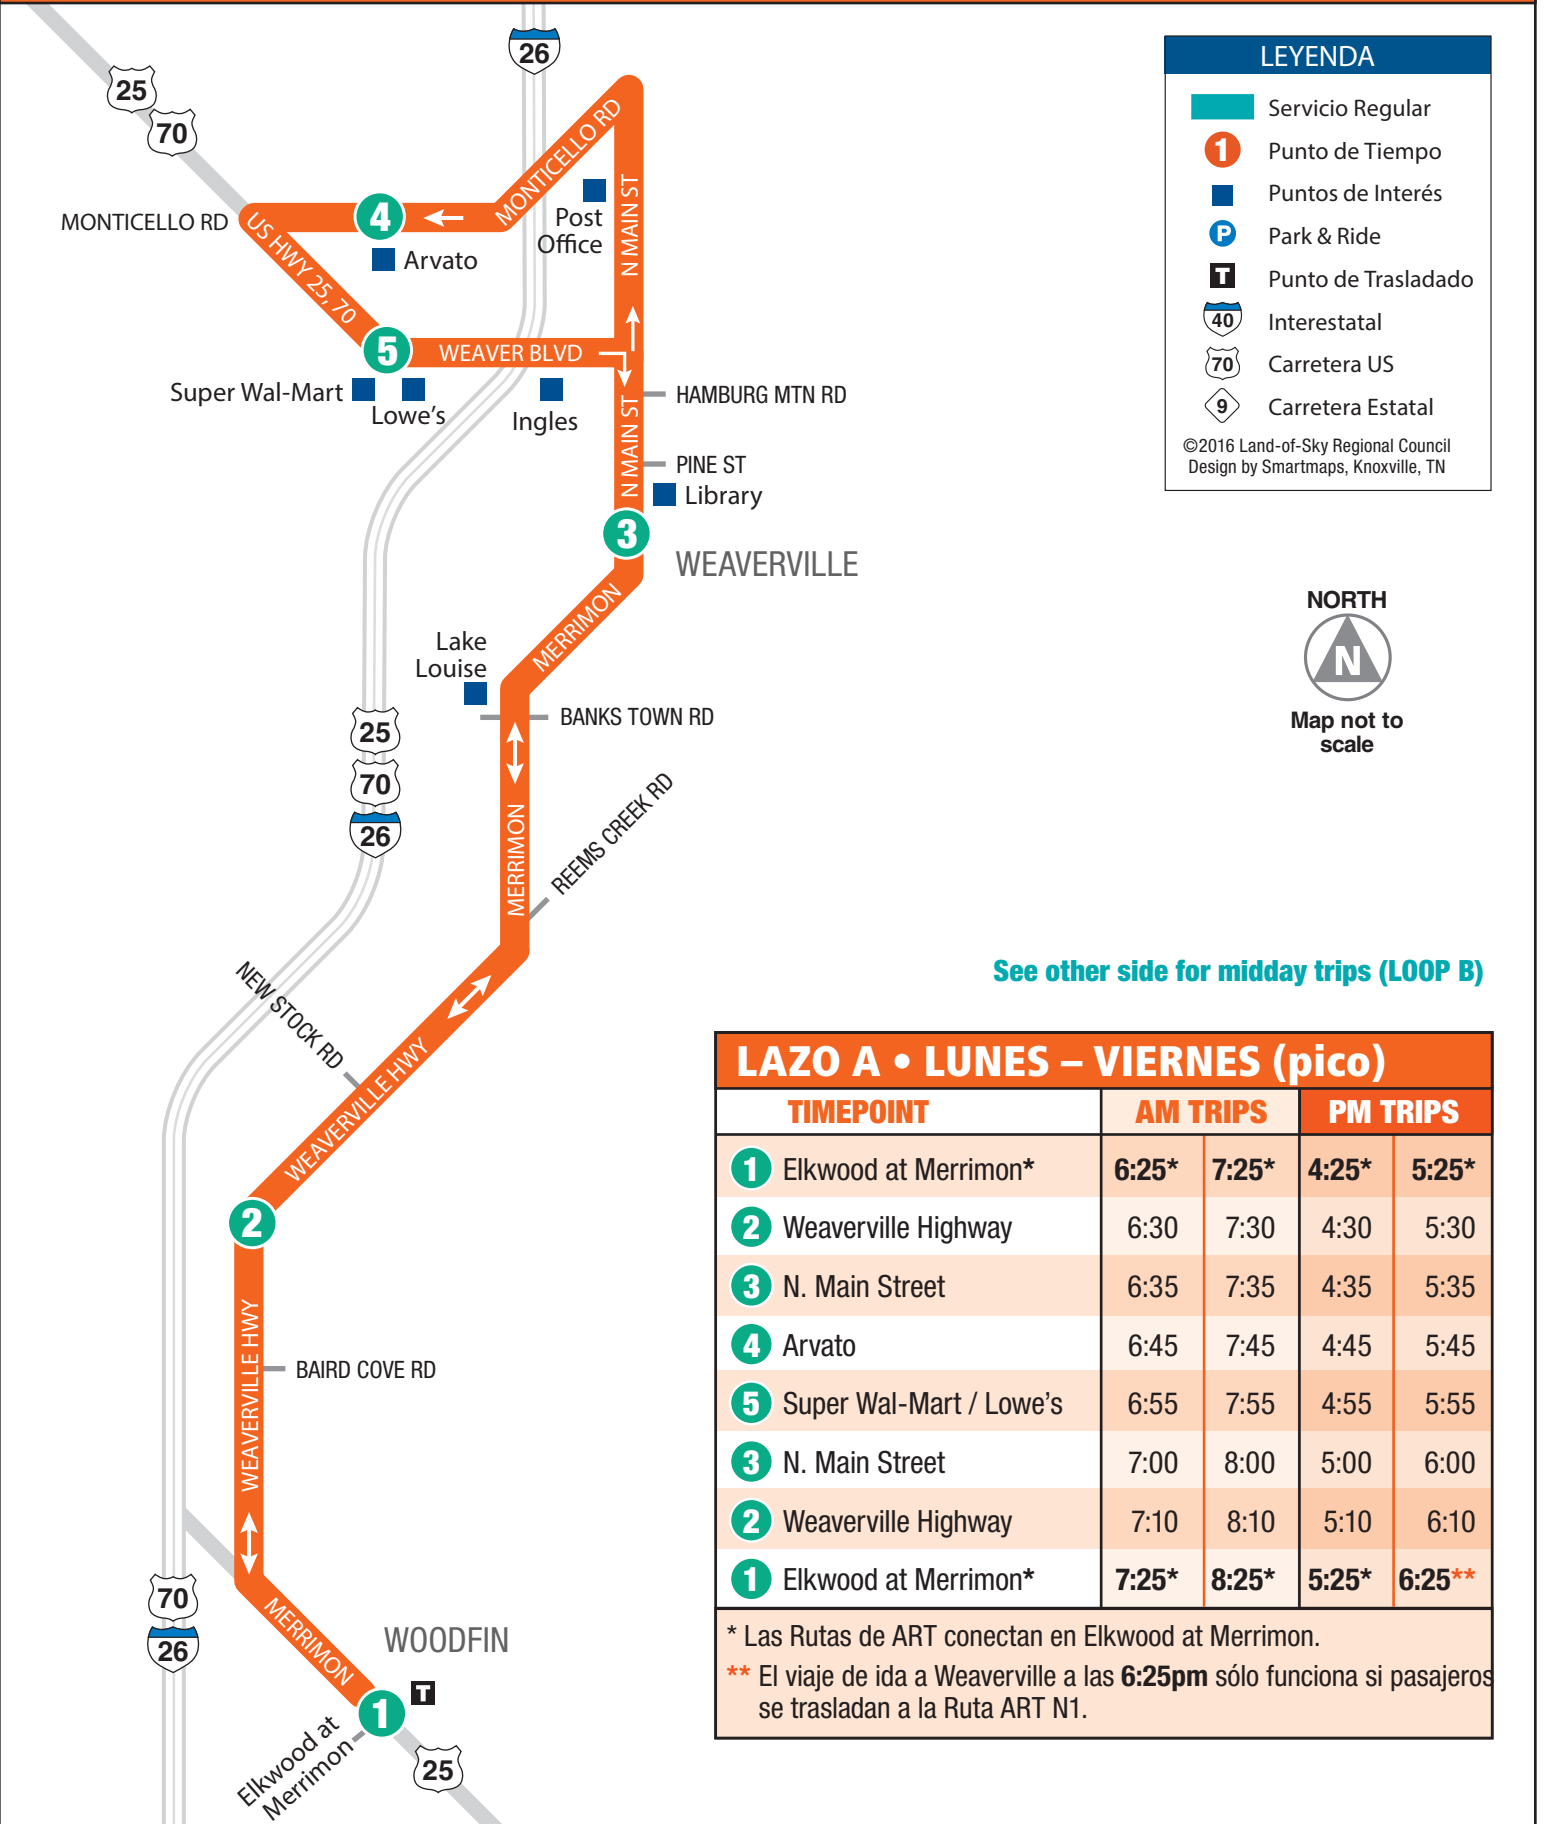 26
25
70
MONTICELLO RD
MONTICELLO RD
4
Arvato
Post
Office
N MAIN ST
US HWY 25, 70
5
WEAVER BLVD
Super Wal-Mart
Lowe's
Ingles
HAMBURG MTN RD
N MAIN ST
PINE ST
Library
3
WEAVERVILLE
MERRIMON
Lake
Louise
BANKS TOWN RD
25
70
26
MERRIMON
REEMS CREEK RD
NEW STOCK RD
WEAVERVILLE HWY
2
WEAVERVILLE HWY
BAIRD COVE RD
70
26
MERRIMON
WOODFIN
T
1
Elkwood at
Merrimon
25
LEYENDA
Servicio Regular
1 Punto de Tiempo
Puntos de Interés
P Park & Ride
T Punto de Trasladado
40 Interestatal
70 Carretera US
9 Carretera Estatal
©2016 Land-of-Sky Regional Council
Design by Smartmaps, Knoxville, TN
NORTH
N
Map not to
scale
See other side for midday trips (LOOP B)
LAZO A • LUNES – VIERNES (pico)
TIMEPOINT AM TRIPS PM TRIPS
1 Elkwood at Merrimon* 6:25* 7:25* 4:25* 5:25*
2 Weaverville Highway 6:30 7:30 4:30 5:30
3 N. Main Street 6:35 7:35 4:35 5:35
4 Arvato 6:45 7:45 4:45 5:45
5 Super Wal-Mart / Lowe's 6:55 7:55 4:55 5:55
3 N. Main Street 7:00 8:00 5:00 6:00
2 Weaverville Highway 7:10 8:10 5:10 6:10
1 Elkwood at Merrimon* 7:25* 8:25* 5:25* 6:25**
* Las Rutas de ART conectan en Elkwood at Merrimon.
** El viaje de ida a Weaverville a las 6:25pm sólo funciona si pasajeros
se trasladan a la Ruta ART N1.